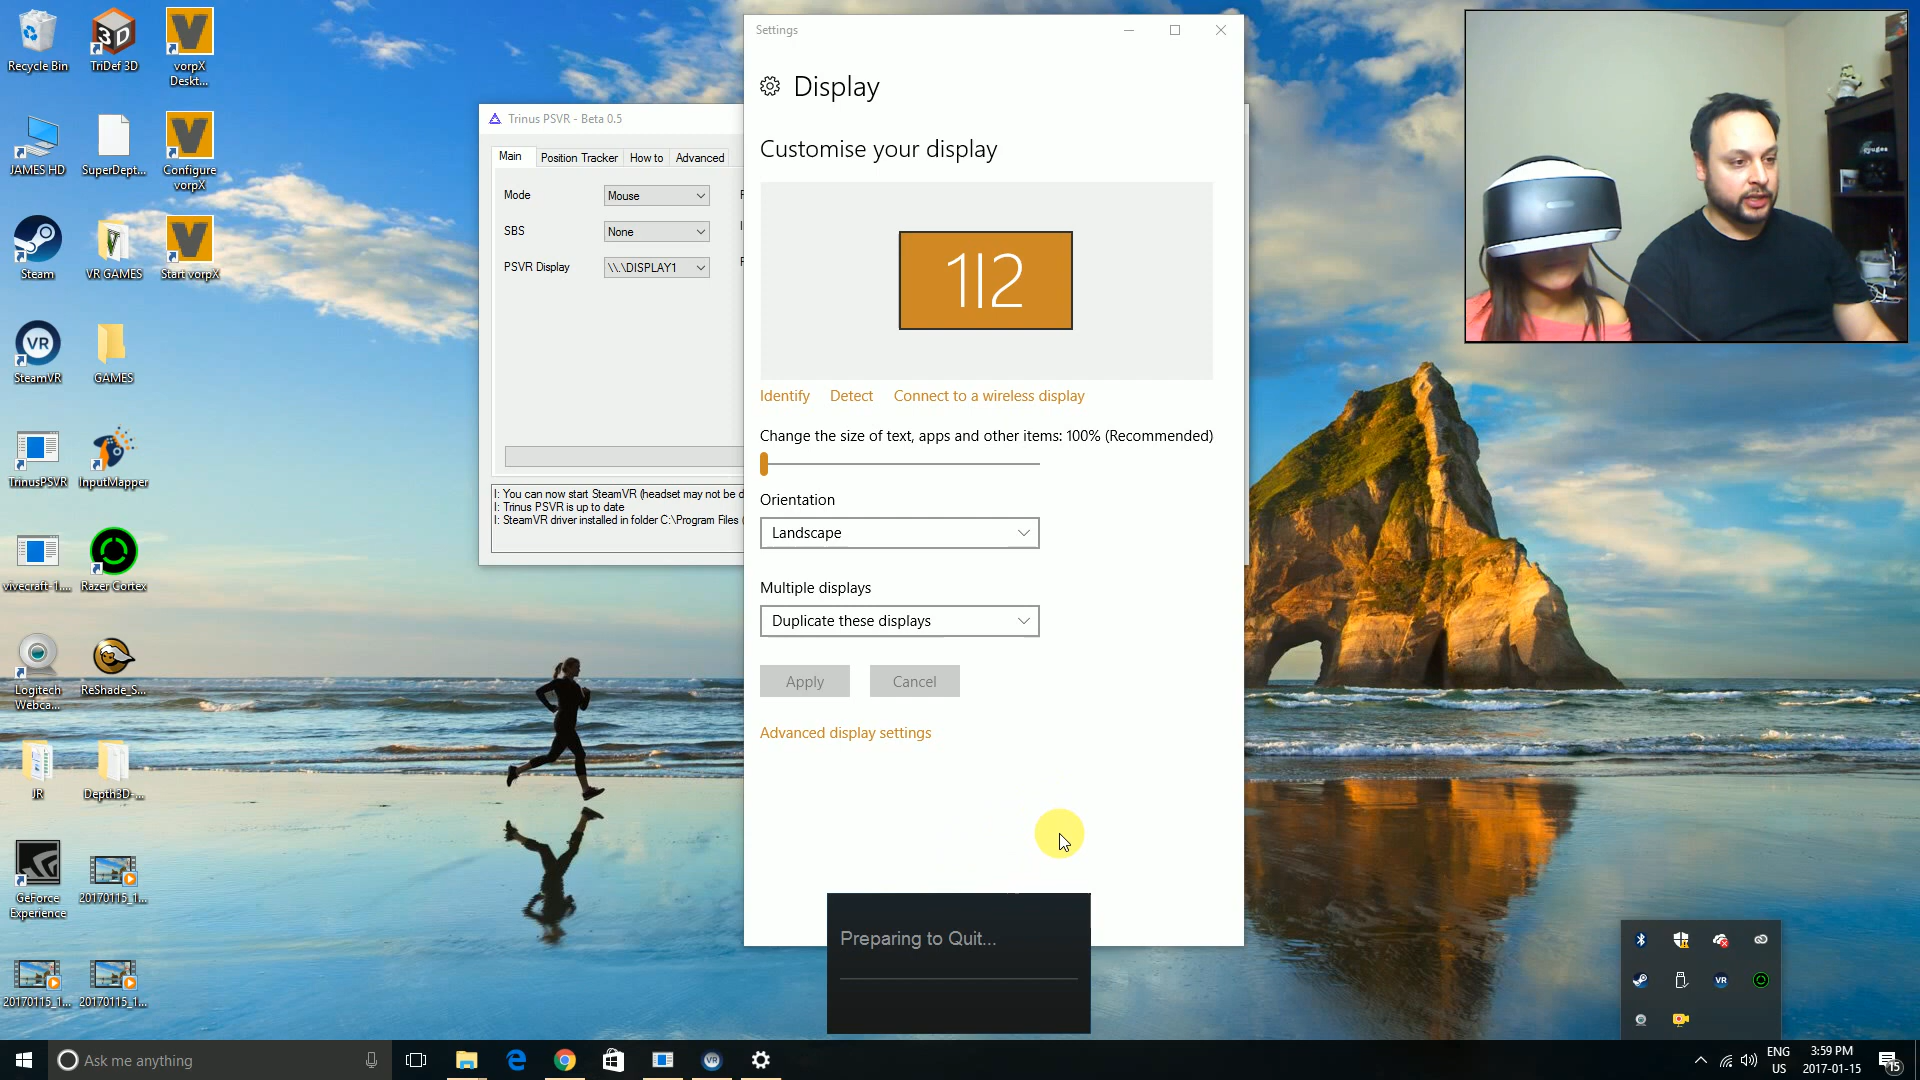 Recycle Bin
TriDef 3D
vorpX
Deskt...
JAMES HD
SuperDept...
Configure
vorpX
Steam
VR GAMES
Start vorpX
VR
SteamVR
GAMES
TrinusPSVR
InputMapper
vivecraft-1....
Razer Cortex
Logitech
Webca...
ReShade_S...
JR
Depth3D-...
GeForce
Experience
20170115_1...
20170115_1...
20170115_1...
Trinus PSVR - Beta 0.5
Main
Position Tracker
How to
Advanced
Mode
Mouse
SBS
None
PSVR Display
\\.\DISPLAY1
I: You can now start SteamVR (headset may not be d
I: Trinus PSVR is up to date
I: SteamVR driver installed in folder C:\Program Files (
Settings
Display
Customise your display
1|2
Identify
Detect
Connect to a wireless display
Change the size of text, apps and other items: 100% (Recommended)
Orientation
Landscape
Multiple displays
Duplicate these displays
Apply
Cancel
Advanced display settings
Preparing to Quit...
VR
Ask me anything
VR
ENG
US
3:59 PM
2017-01-15
15